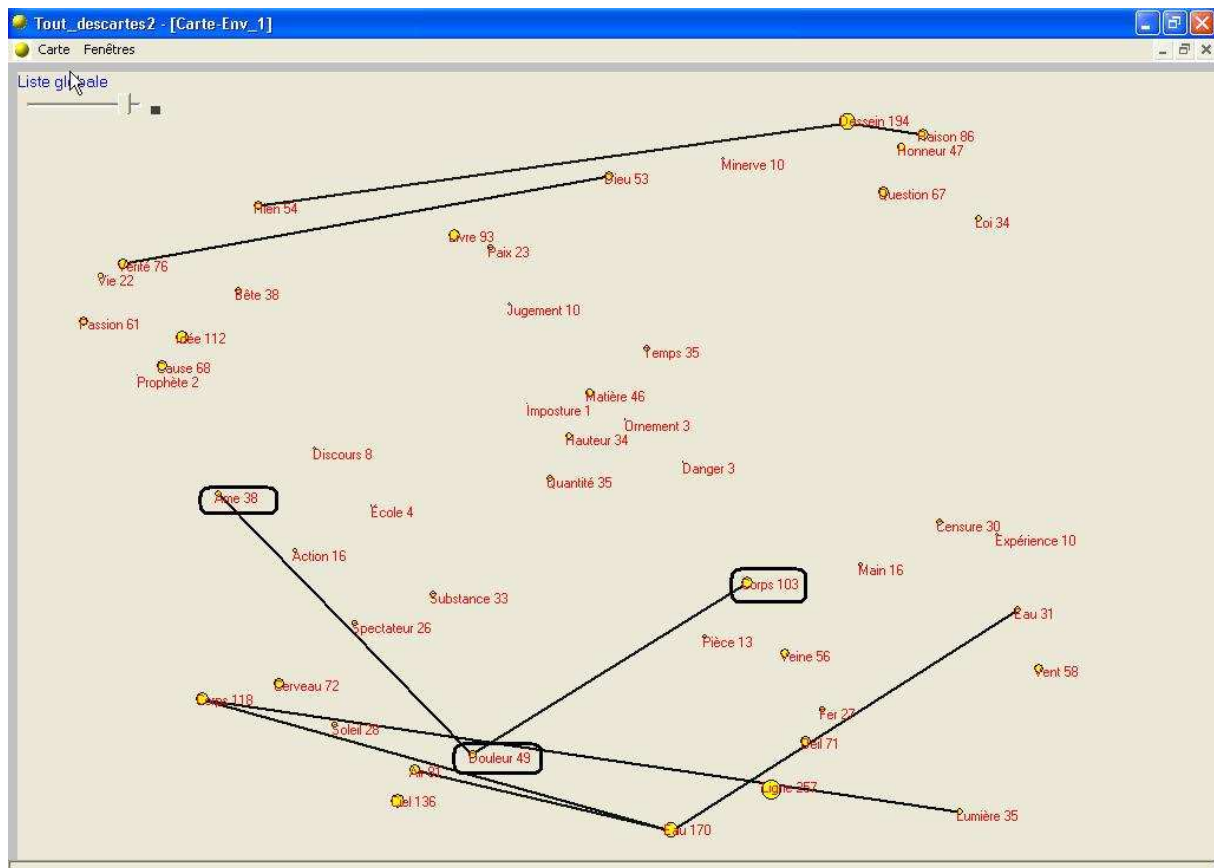 Tout_descartes2 - [Carte-Env_1]
Carte Fenêtres
Liste globale
Dessein 194
Raison 86
Honneur 47
Minerve 10
Dieu 53
Question 67
Rien 54
Loi 34
Livre 93
Paix 23
Vérité 76
Vie 22
Bête 38
Jugement 10
Passion 61
Idée 112
Temps 35
Cause 68
Prophète 2
Matière 46
Imposture 1
Ornement 3
Hauteur 34
Discours 8
Danger 3
Quantité 35
Ame 38
École 4
Censure 30
Expérience 10
Action 16
Main 16
Corps 103
Substance 33
Eau 31
Spectateur 26
Pièce 13
Veine 56
Vent 58
Cerveau 72
Corps 118
Fer 27
Soleil 28
Oeil 71
Douleur 49
Air 81
Ligne 257
Ciel 136
Lumière 35
Eau 170